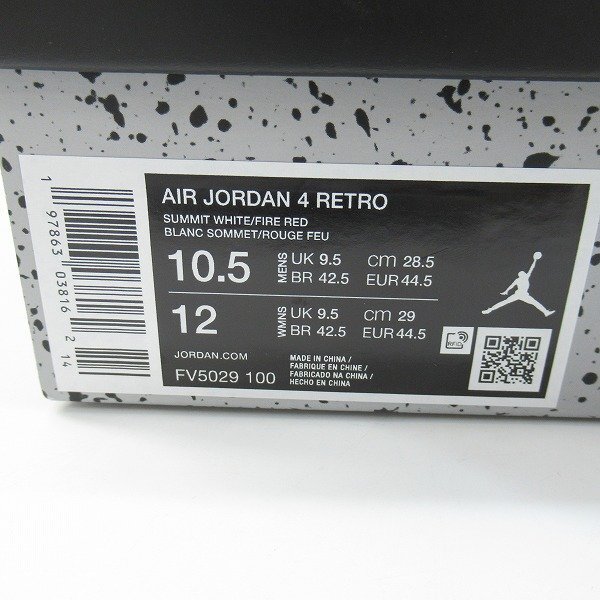 AIR JORDAN 4 RETRO
SUMMIT WHITE/FIRE RED
BLANC SOMMET/ROUGE FEU
10.5 MENS UK 9.5 cm 28.5
BR 42.5 EUR 44.5
12 WMNS UK 9.5 cm 29
BR 42.5 EUR 44.5
JORDAN.COM
FV5029 100
MADE IN CHINA/
FABRIQUE EN CHINE/
FABRICADO NA CHINA/
HECHO EN CHINA
RFID
1 97863 03816 2 14